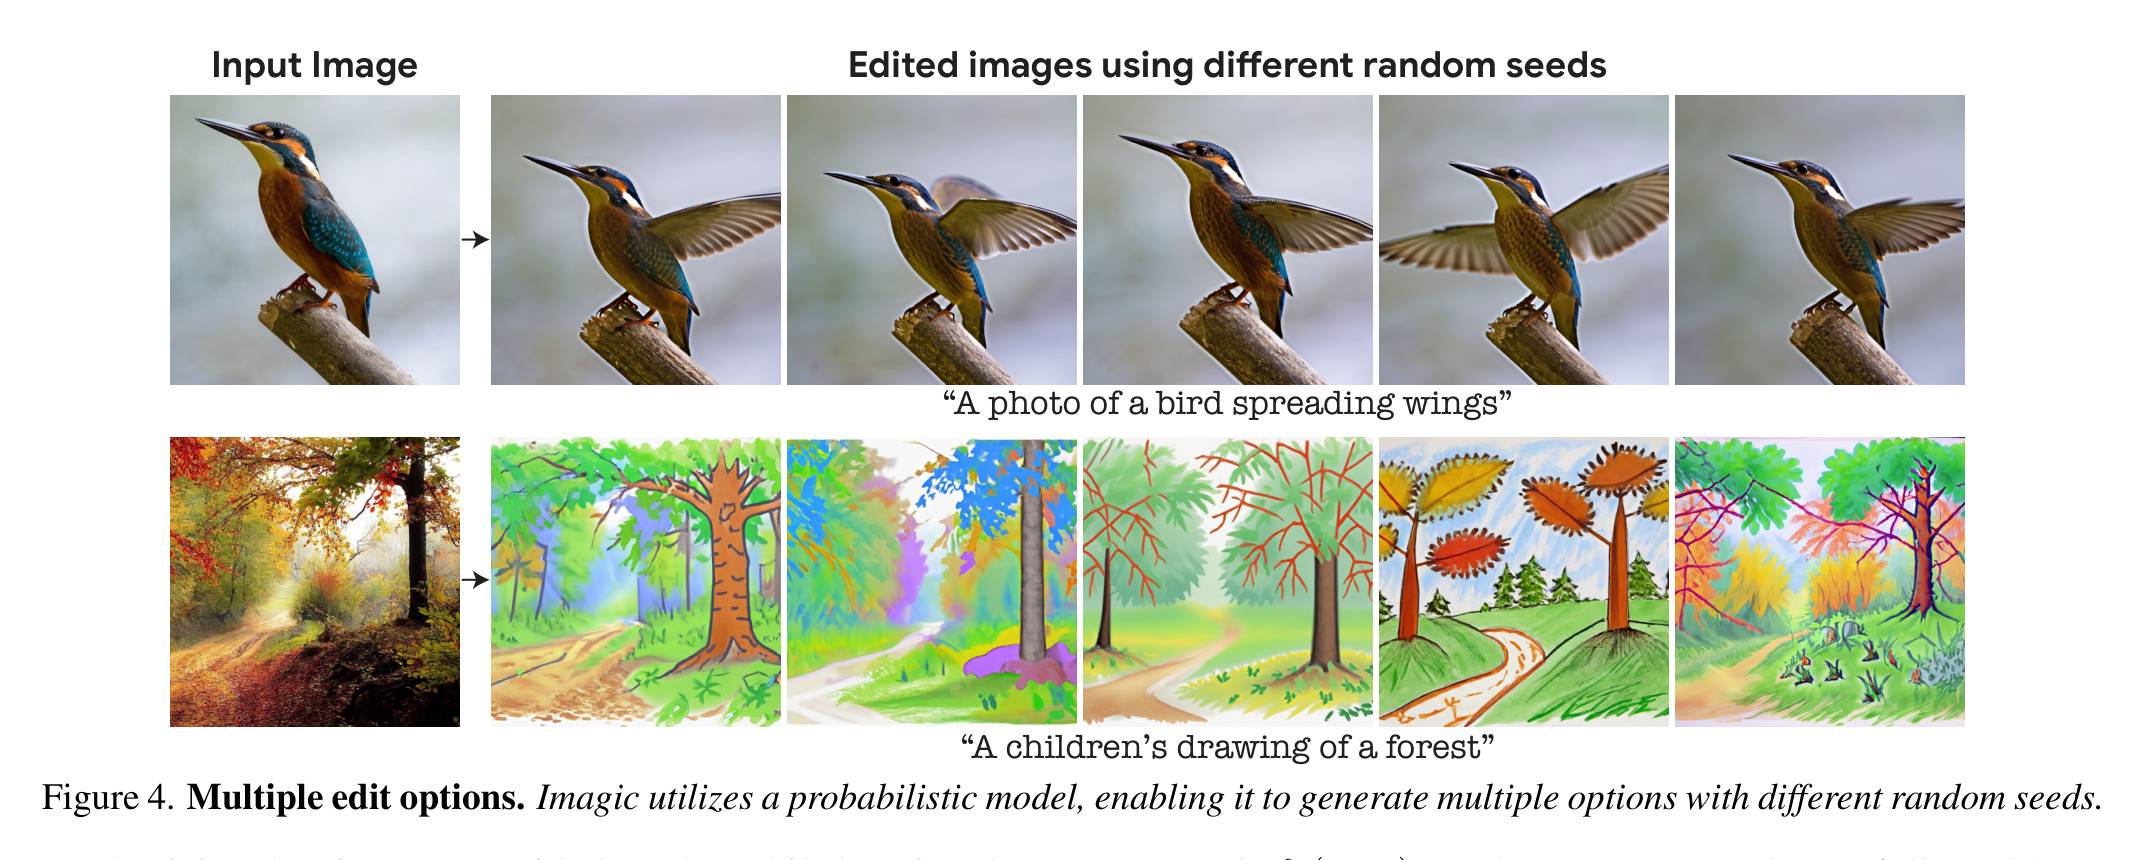 Input Image
Edited images using different random seeds
“A photo of a bird spreading wings”
“A children’s drawing of a forest”
Figure 4. Multiple edit options. Imagic utilizes a probabilistic model, enabling it to generate multiple options with different random seeds.